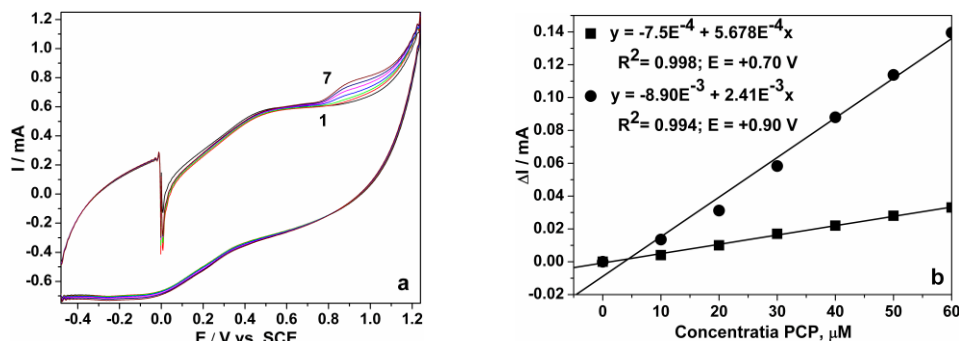 1.2
1.0
0.8
0.6
0.4
0.2
0.0
-0.2
-0.4
-0.6
I / mA
7
1
a
-0.4 -0.2 0.0 0.2 0.4 0.6 0.8 1.0 1.2
E / V vs. SCE
0.14
0.12
0.10
0.08
0.06
0.04
0.02
0.00
-0.02
ΔI / mA
y = -7.5E-4 + 5.678E-4x
R2= 0.998; E = +0.70 V
y = -8.90E-3 + 2.41E-3x
R2= 0.994; E = +0.90 V
b
0 10 20 30 40 50 60
Concentratia PCP, μM